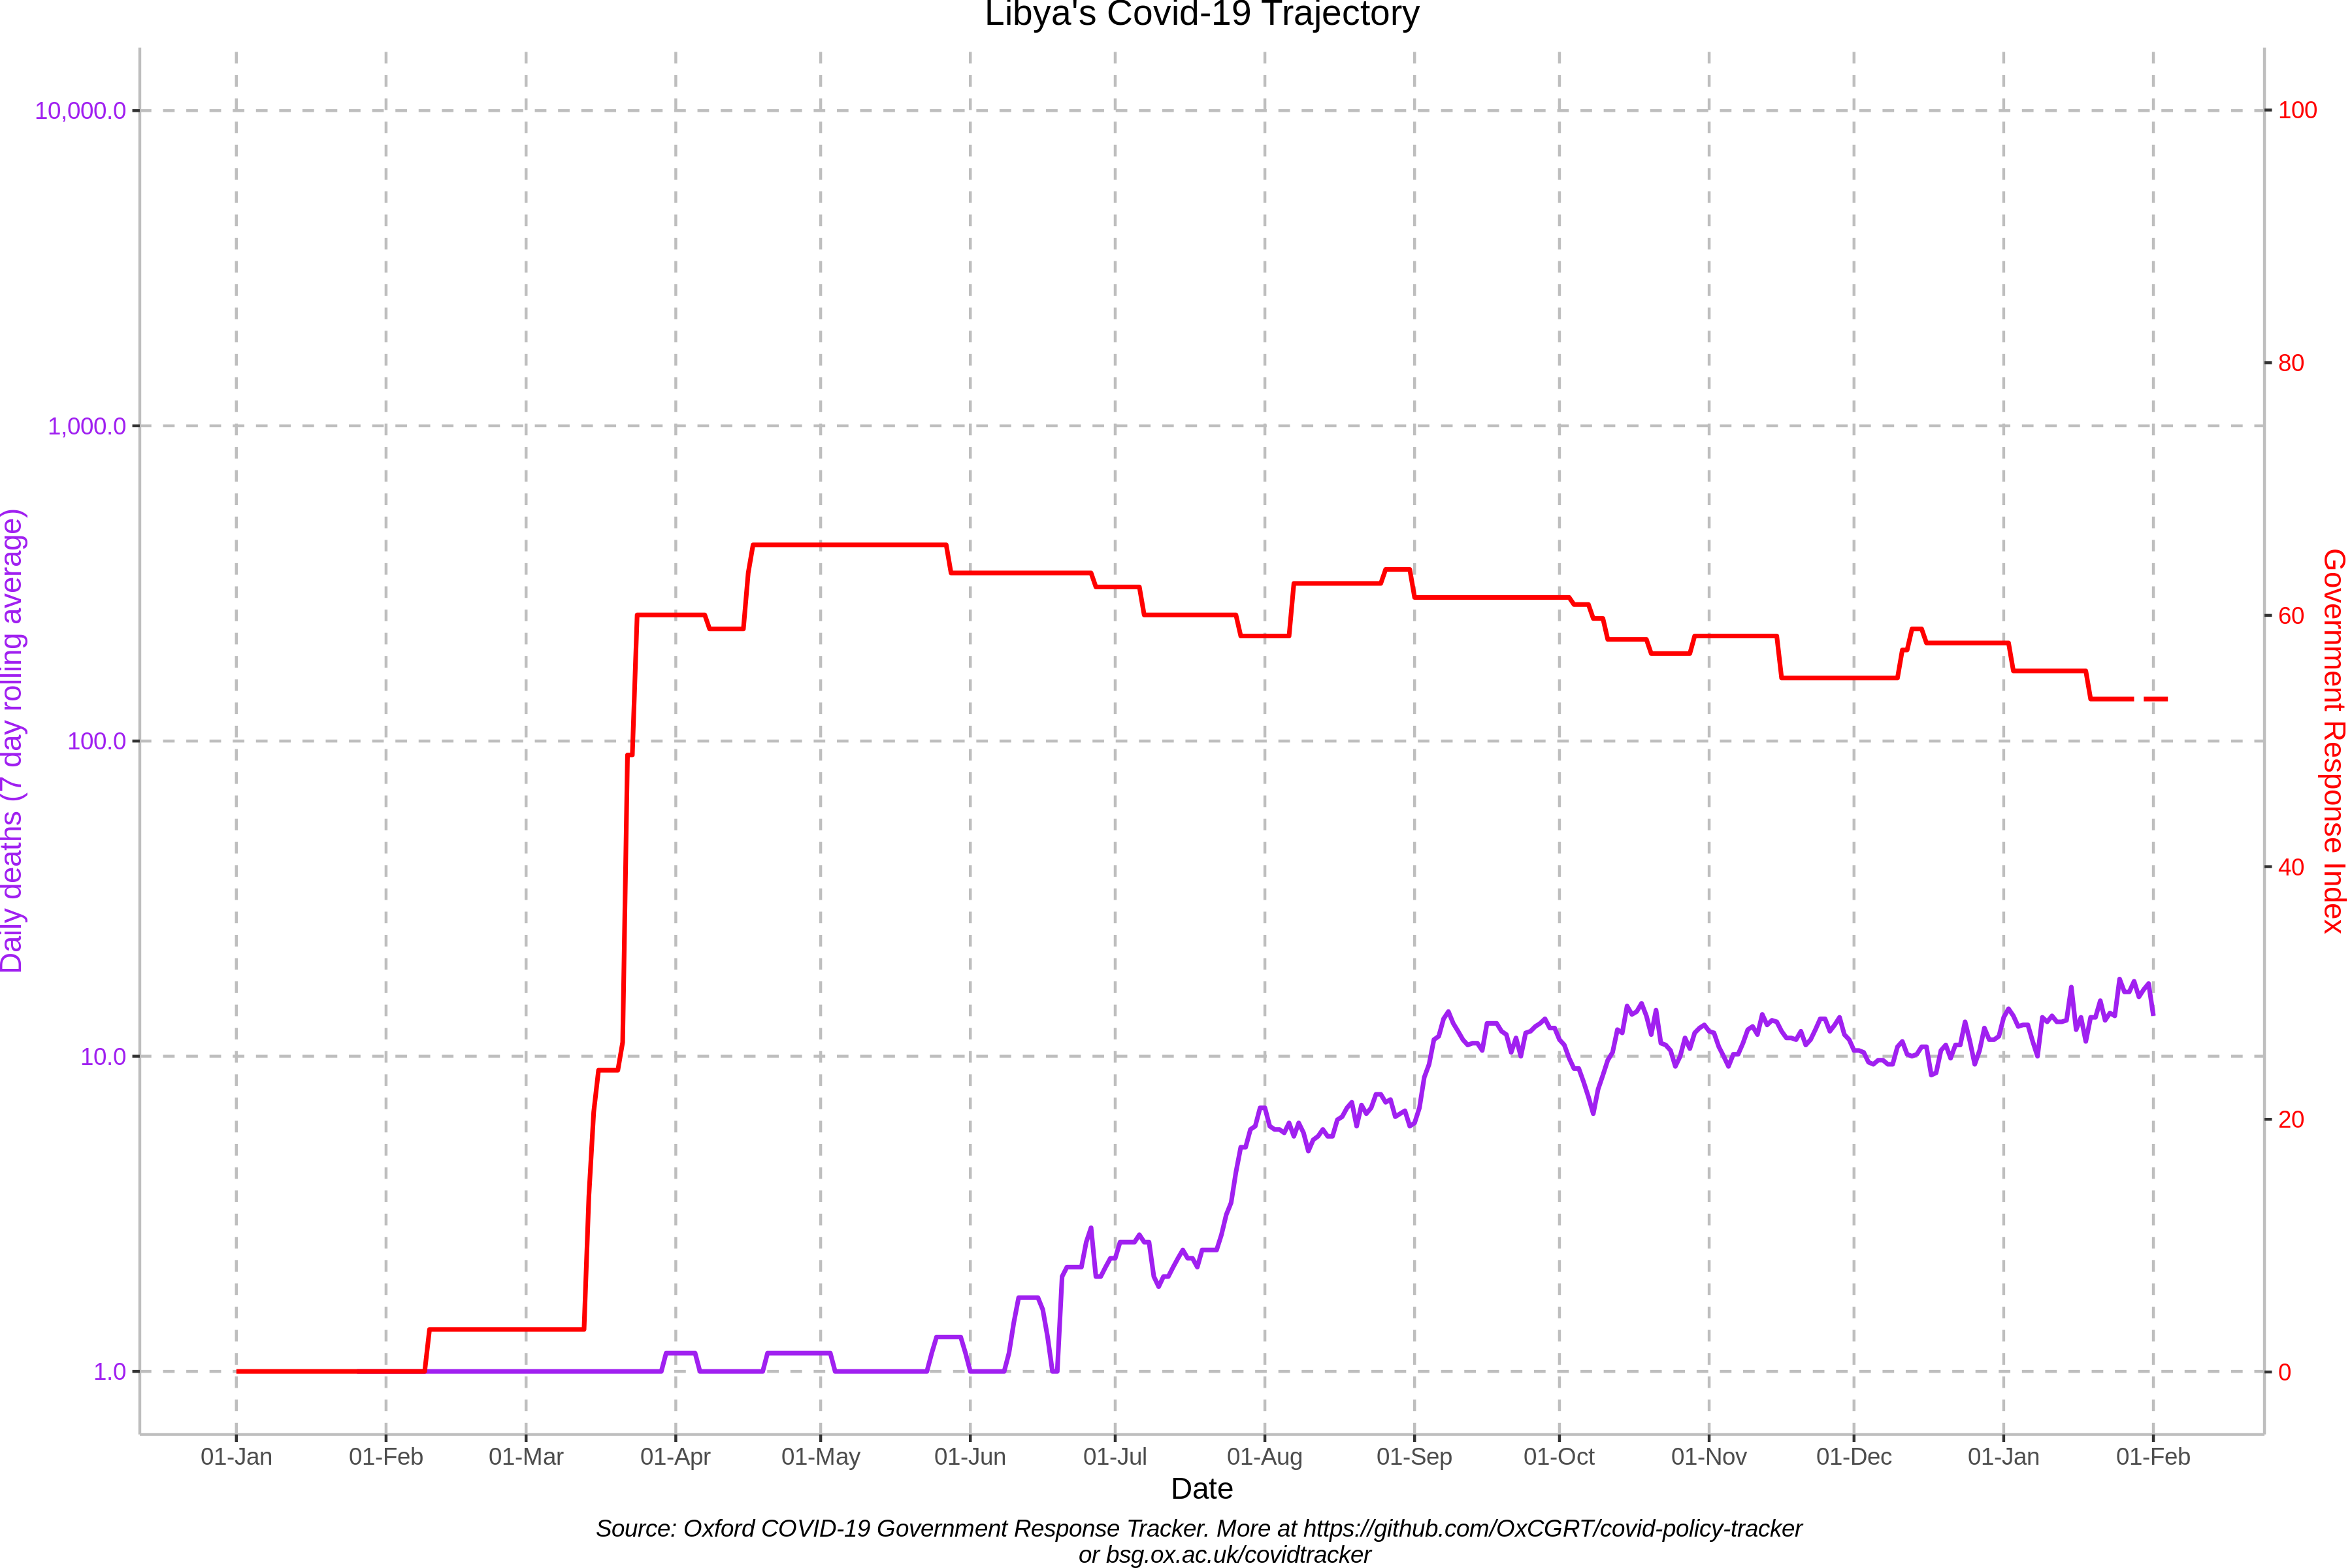 Libya's Covid-19 Trajectory
10,000.0
1,000.0
100.0
10.0
1.0
Daily deaths (7 day rolling average)
100
80
60
40
20
0
Government Response Index
01-Jan 01-Feb 01-Mar 01-Apr 01-May 01-Jun 01-Jul 01-Aug 01-Sep 01-Oct 01-Nov 01-Dec 01-Jan 01-Feb
Date
Source: Oxford COVID-19 Government Response Tracker. More at https://github.com/OxCGRT/covid-policy-tracker
or bsg.ox.ac.uk/covidtracker